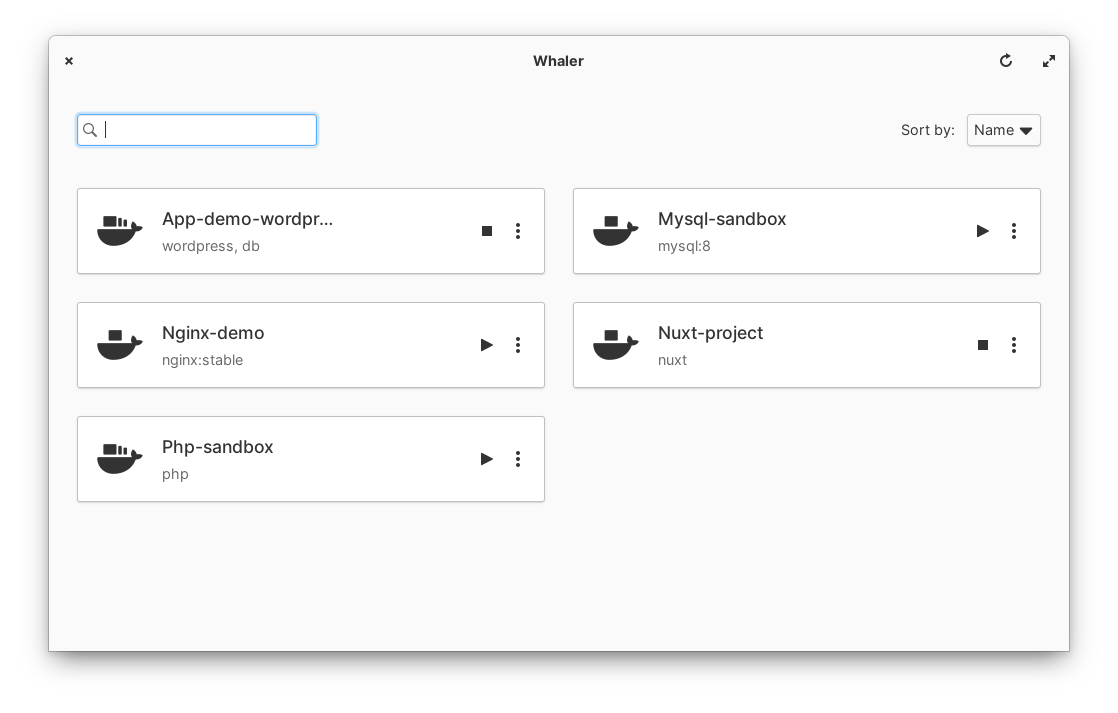 Whaler
Sort by: Name
App-demo-wordpr...
wordpress, db
Mysql-sandbox
mysql:8
Nginx-demo
nginx:stable
Nuxt-project
nuxt
Php-sandbox
php